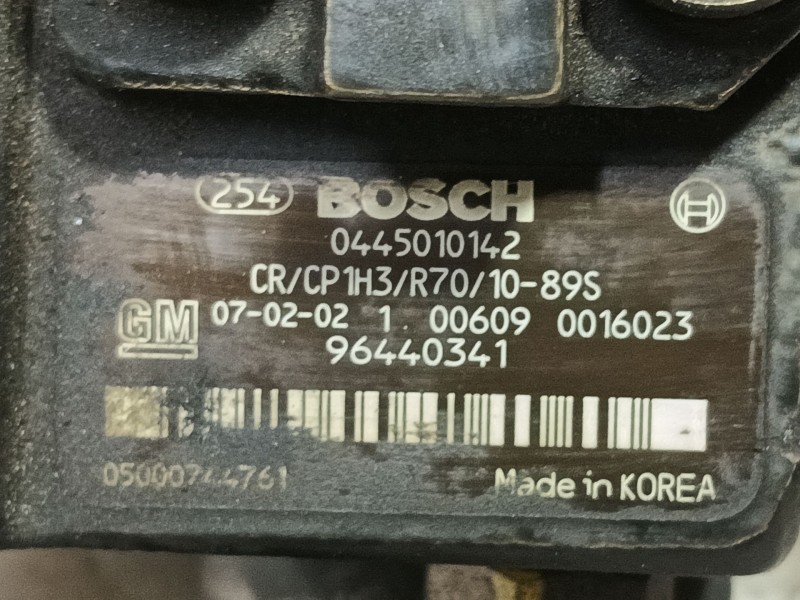 254 BOSCH
0445010142
CR/CP1H3/R70/10-89S
GM 07-02-02 1 00609 0016023
96440341
05000744761
Made in KOREA